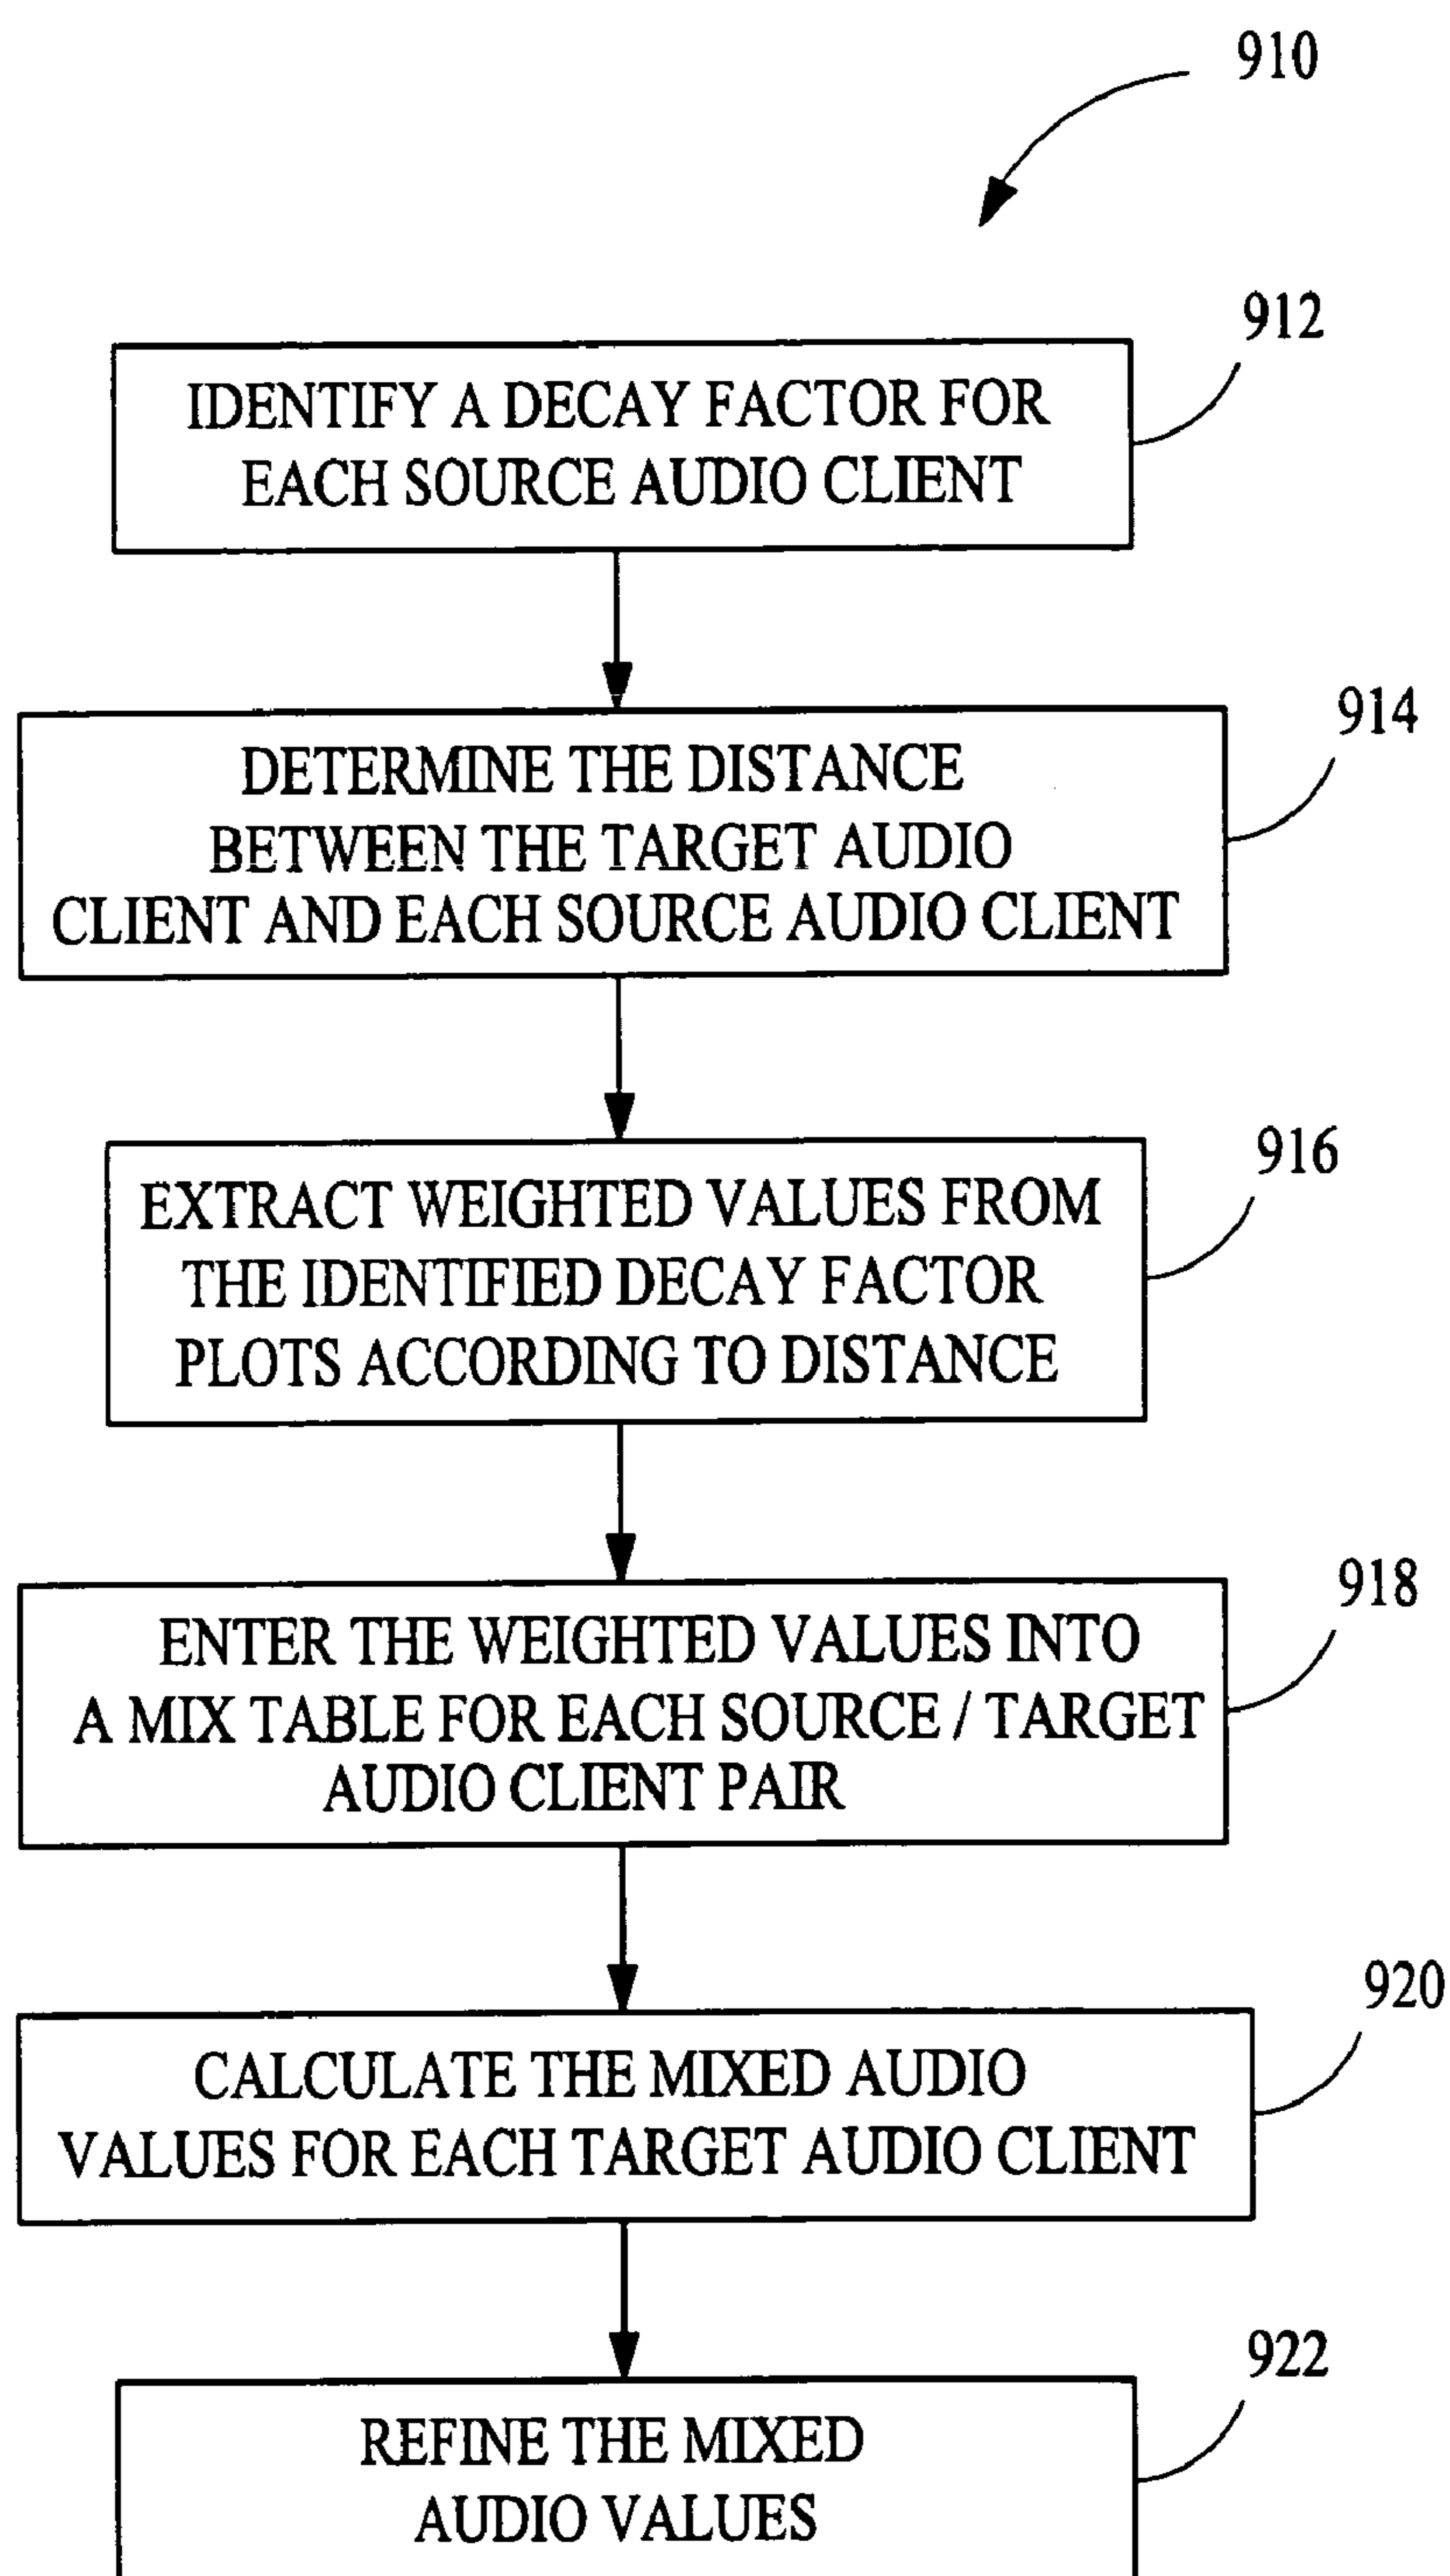 910
912
IDENTIFY A DECAY FACTOR FOR
EACH SOURCE AUDIO CLIENT
914
DETERMINE THE DISTANCE
BETWEEN THE TARGET AUDIO
CLIENT AND EACH SOURCE AUDIO CLIENT
916
EXTRACT WEIGHTED VALUES FROM
THE IDENTIFIED DECAY FACTOR
PLOTS ACCORDING TO DISTANCE
918
ENTER THE WEIGHTED VALUES INTO
A MIX TABLE FOR EACH SOURCE / TARGET
AUDIO CLIENT PAIR
920
CALCULATE THE MIXED AUDIO
VALUES FOR EACH TARGET AUDIO CLIENT
922
REFINE THE MIXED
AUDIO VALUES